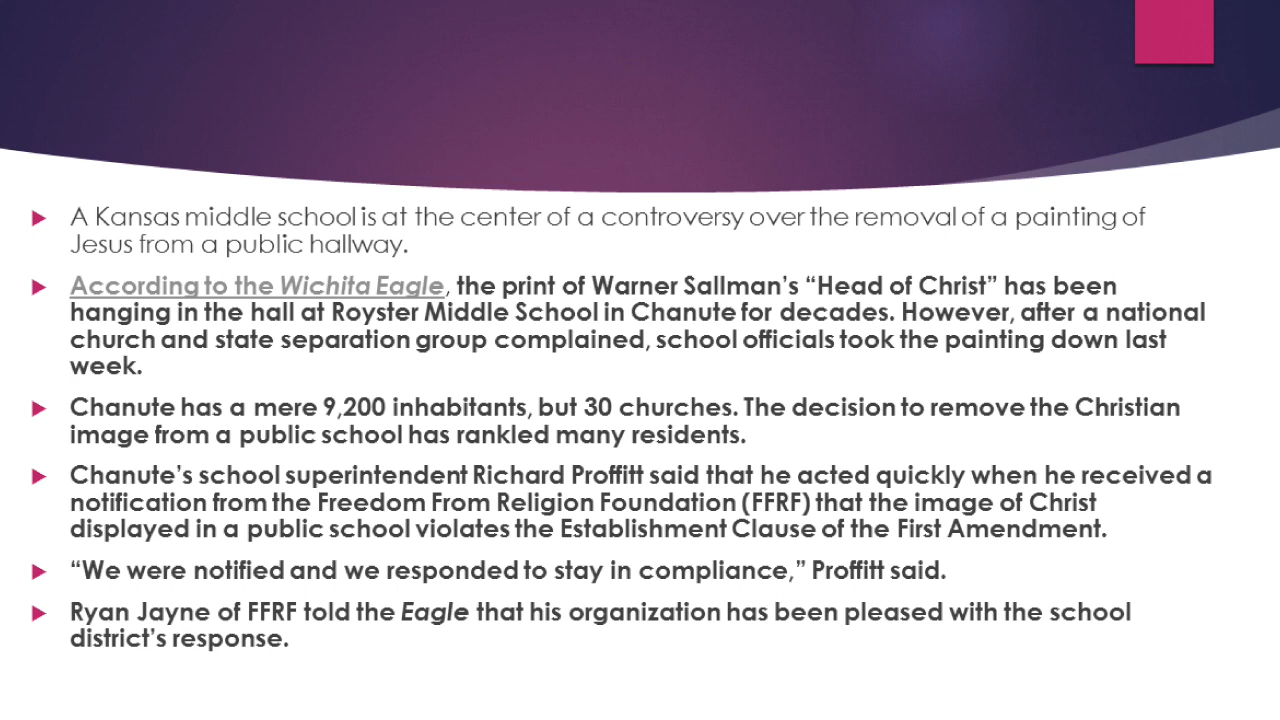 A Kansas middle school is at the center of a controversy over the removal of a painting of
Jesus from a public hallway.
According to the Wichita Eagle, the print of Warner Sallman’s “Head of Christ” has been
hanging in the hall at Royster Middle School in Chanute for decades. However, after a national
church and state separation group complained, school officials took the painting down last
week.
Chanute has a mere 9,200 inhabitants, but 30 churches. The decision to remove the Christian
image from a public school has rankled many residents.
Chanute’s school superintendent Richard Proffitt said that he acted quickly when he received a
notification from the Freedom From Religion Foundation (FFRF) that the image of Christ
displayed in a public school violates the Establishment Clause of the First Amendment.
“We were notified and we responded to stay in compliance,” Proffitt said.
Ryan Jayne of FFRF told the Eagle that his organization has been pleased with the school
district’s response.